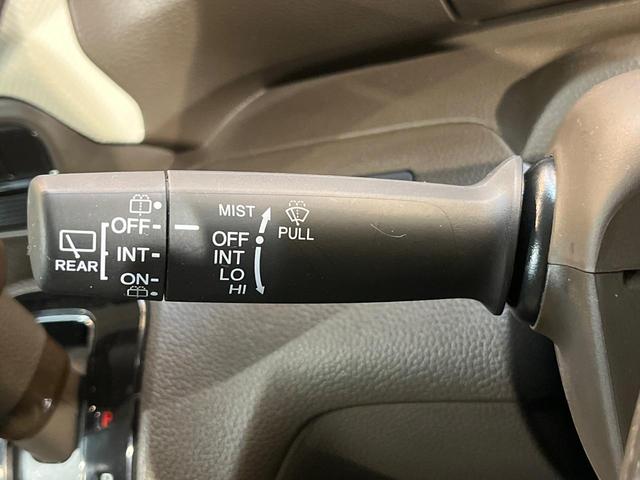 OFF
INT
ON
REAR
MIST
OFF
INT
LO
HI
PULL